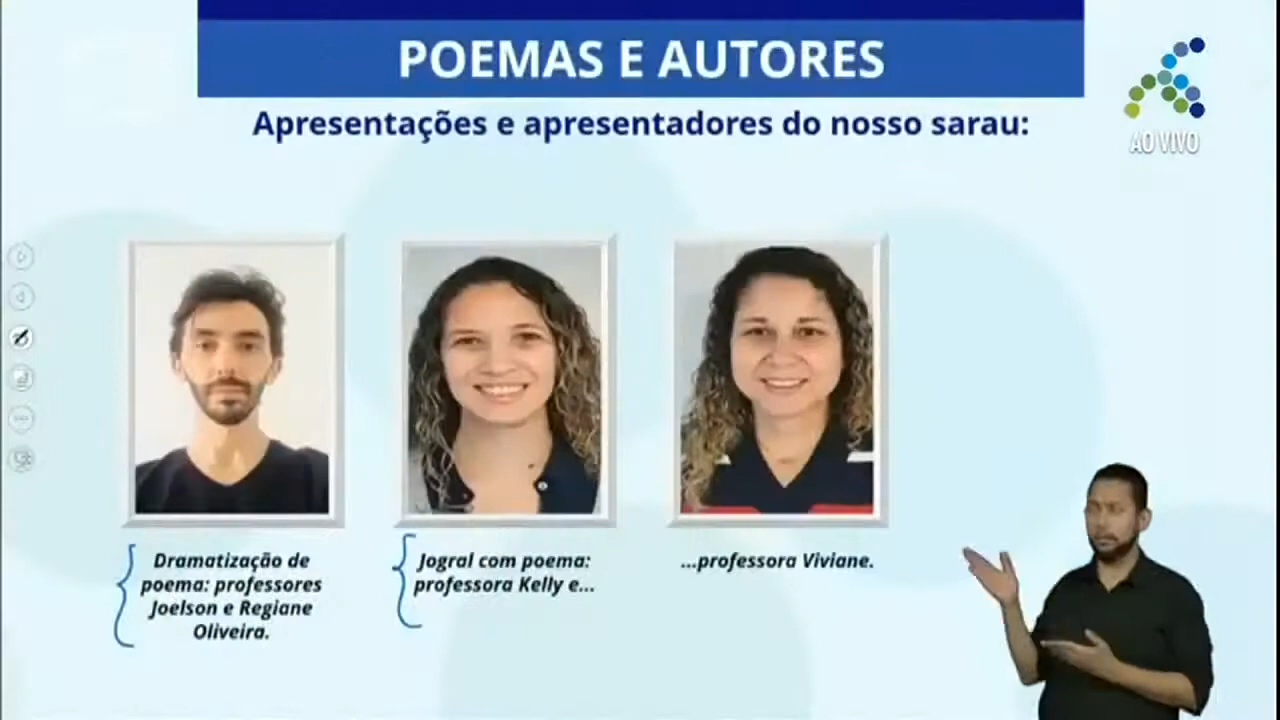 POEMAS E AUTORES
Apresentações e apresentadores do nosso sarau:
AO VIVO
Dramatização de
poema: professores
Joelson e Regiane
Oliveira.
Jogral com poema:
professora Kelly e...
...professora Viviane.